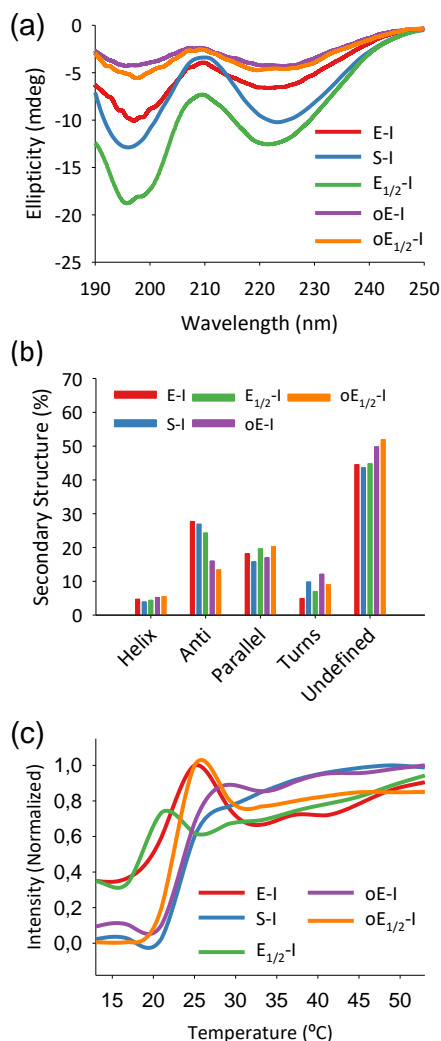 (a)
Ellipticity (mdeg)
0
-5
-10
-15
-20
-25
E-I
S-I
E1/2-I
oE-I
oE1/2-I
190 200 210 220 230 240 250
Wavelength (nm)
(b)
Secondary Structure (%)
70
60
50
40
30
20
10
0
E-I E1/2-I oE1/2-I
S-I oE-I
Helix Anti Parallel Turns Undefined
(c)
Intensity (Normalized)
1,0
0,8
0,6
0,4
0,2
0,0
E-I oE-I
S-I oE1/2-I
E1/2-I
15 20 25 30 35 40 45 50
Temperature (ºC)